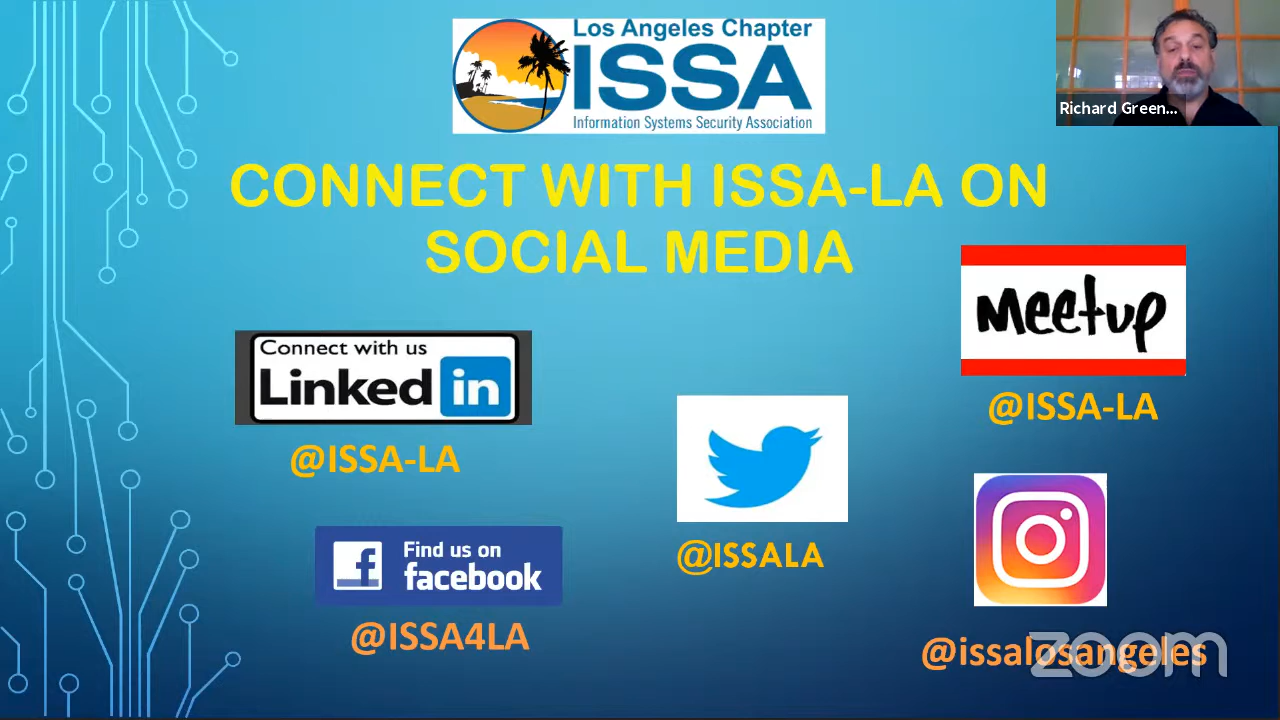 Los Angeles Chapter
ISSA
Information Systems Security Association
Richard Green...
CONNECT WITH ISSA-LA ON
SOCIAL MEDIA
Meetup
@ISSA-LA
Connect with us
Linked in
@ISSA-LA
@ISSALA
Find us on
facebook
@ISSA4LA
@issalosangeles
zoom